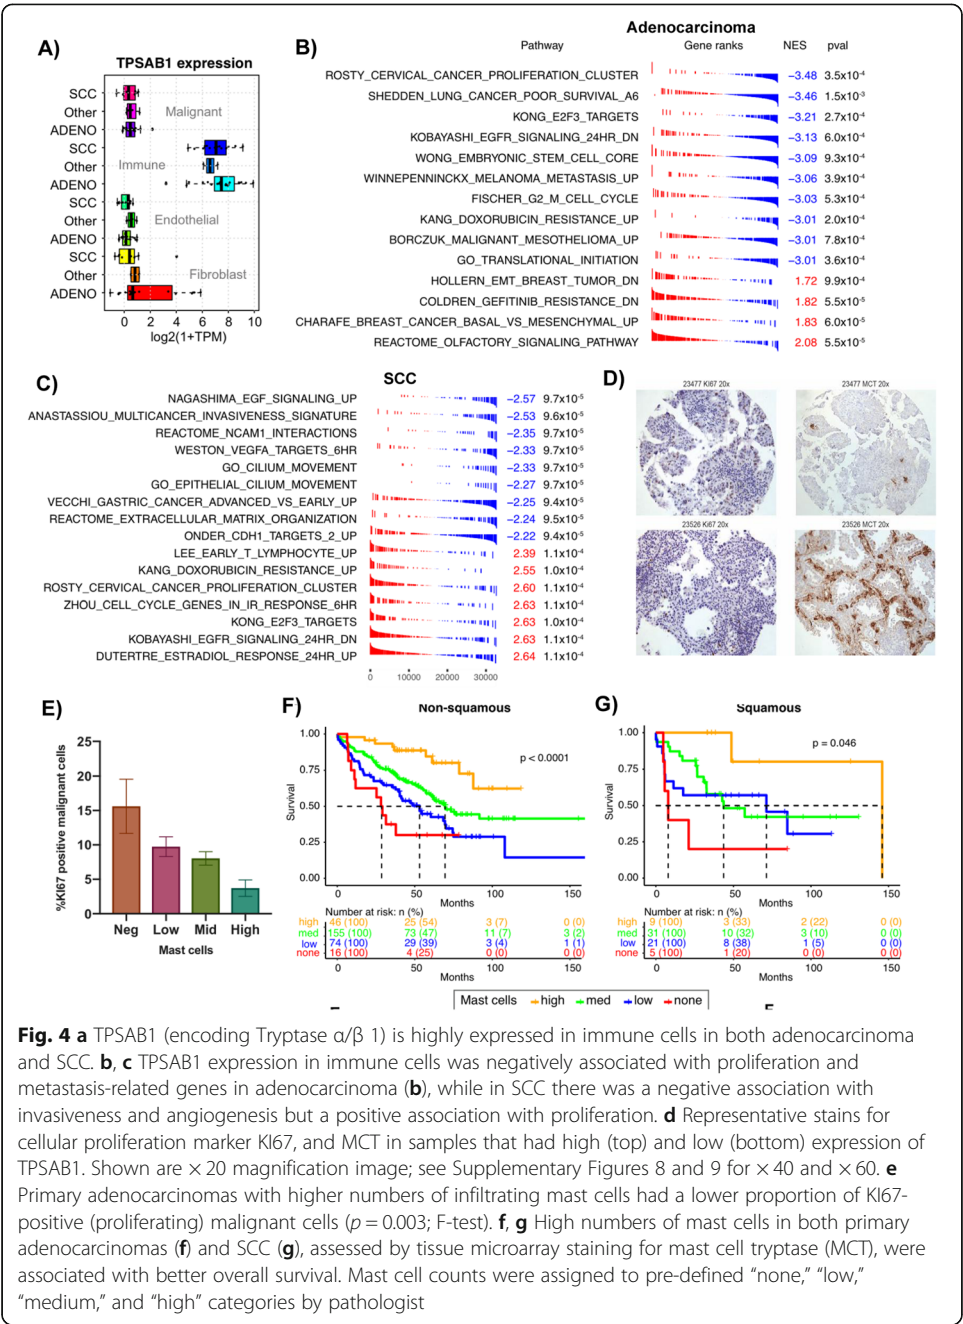 A)
TPSAB1 expression
SCC
Other
Malignant
ADENO
SCC
Other
Immune
ADENO
SCC
Other
Endothelial
ADENO
SCC
Other
Fibroblast
ADENO
0 2 4 6 8 10
log2(1+TPM)
B)
Adenocarcinoma
Pathway Gene ranks NES pval
ROSTY_CERVICAL_CANCER_PROLIFERATION_CLUSTER −3.48 3.5x10⁻⁴
SHEDDEN_LUNG_CANCER_POOR_SURVIVAL_A6 −3.46 1.5x10⁻³
KONG_E2F3_TARGETS −3.21 2.7x10⁻⁴
KOBAYASHI_EGFR_SIGNALING_24HR_DN −3.13 6.0x10⁻⁴
WONG_EMBRYONIC_STEM_CELL_CORE −3.09 9.3x10⁻⁴
WINNEPENNINCKX_MELANOMA_METASTASIS_UP −3.06 3.9x10⁻⁴
FISCHER_G2_M_CELL_CYCLE −3.03 5.3x10⁻⁴
KANG_DOXORUBICIN_RESISTANCE_UP −3.01 2.0x10⁻⁴
BORCZUK_MALIGNANT_MESOTHELIOMA_UP −3.01 7.8x10⁻⁴
GO_TRANSLATIONAL_INITIATION −3.01 3.6x10⁻⁴
HOLLERN_EMT_BREAST_TUMOR_DN 1.72 9.9x10⁻⁴
COLDREN_GEFITINIB_RESISTANCE_DN 1.82 5.5x10⁻⁵
CHARAFE_BREAST_CANCER_BASAL_VS_MESENCHYMAL_UP 1.83 6.0x10⁻⁵
REACTOME_OLFACTORY_SIGNALING_PATHWAY 2.08 5.5x10⁻⁵
C)
SCC
NAGASHIMA_EGF_SIGNALING_UP −2.57 9.7x10⁻⁵
ANASTASSIOU_MULTICANCER_INVASIVENESS_SIGNATURE −2.53 9.6x10⁻⁵
REACTOME_NCAM1_INTERACTIONS −2.35 9.7x10⁻⁵
WESTON_VEGFA_TARGETS_6HR −2.33 9.7x10⁻⁵
GO_CILIUM_MOVEMENT −2.33 9.7x10⁻⁵
GO_EPITHELIAL_CILIUM_MOVEMENT −2.27 9.7x10⁻⁵
VECCHI_GASTRIC_CANCER_ADVANCED_VS_EARLY_UP −2.25 9.4x10⁻⁵
REACTOME_EXTRACELLULAR_MATRIX_ORGANIZATION −2.24 9.5x10⁻⁵
ONDER_CDH1_TARGETS_2_UP −2.22 9.4x10⁻⁵
LEE_EARLY_T_LYMPHOCYTE_UP 2.39 1.1x10⁻⁴
KANG_DOXORUBICIN_RESISTANCE_UP 2.55 1.0x10⁻⁴
ROSTY_CERVICAL_CANCER_PROLIFERATION_CLUSTER 2.60 1.1x10⁻⁴
ZHOU_CELL_CYCLE_GENES_IN_IR_RESPONSE_6HR 2.63 1.1x10⁻⁴
KONG_E2F3_TARGETS 2.63 1.0x10⁻⁴
KOBAYASHI_EGFR_SIGNALING_24HR_DN 2.63 1.1x10⁻⁴
DUTERTRE_ESTRADIOL_RESPONSE_24HR_UP 2.64 1.1x10⁻⁴
0 10000 20000 30000
D)
23477 KI67 20x 23477 MCT 20x
23526 Ki67 20x 23526 MCT 20x
E)
%KI67 positive malignant cells
25
20
15
10
5
0
Neg Low Mid High
Mast cells
F)
Non-squamous
Survival
1.00
0.75
0.50
0.25
0.00
p < 0.0001
0 50 100 150
Months
Number at risk: n (%)
high 46 (100) 25 (54) 3 (7) 0 (0)
med 155 (100) 73 (47) 11 (7) 3 (2)
low 74 (100) 29 (39) 3 (4) 1 (1)
none 16 (100) 4 (25) 0 (0) 0 (0)
0 50 100 150
Months
G)
Squamous
Survival
1.00
0.75
0.50
0.25
0.00
p = 0.046
0 50 100 150
Months
Number at risk: n (%)
high 9 (100) 3 (33) 2 (22) 0 (0)
med 31 (100) 10 (32) 3 (10) 0 (0)
low 21 (100) 8 (38) 1 (5) 0 (0)
none 5 (100) 1 (20) 0 (0) 0 (0)
0 50 100 150
Months
Mast cells high med low none
Fig. 4 a TPSAB1 (encoding Tryptase α/β 1) is highly expressed in immune cells in both adenocarcinoma
and SCC. b, c TPSAB1 expression in immune cells was negatively associated with proliferation and
metastasis-related genes in adenocarcinoma (b), while in SCC there was a negative association with
invasiveness and angiogenesis but a positive association with proliferation. d Representative stains for
cellular proliferation marker KI67, and MCT in samples that had high (top) and low (bottom) expression of
TPSAB1. Shown are × 20 magnification image; see Supplementary Figures 8 and 9 for × 40 and × 60. e
Primary adenocarcinomas with higher numbers of infiltrating mast cells had a lower proportion of KI67-
positive (proliferating) malignant cells (p = 0.003; F-test). f, g High numbers of mast cells in both primary
adenocarcinomas (f) and SCC (g), assessed by tissue microarray staining for mast cell tryptase (MCT), were
associated with better overall survival. Mast cell counts were assigned to pre-defined “none,” “low,”
“medium,” and “high” categories by pathologist